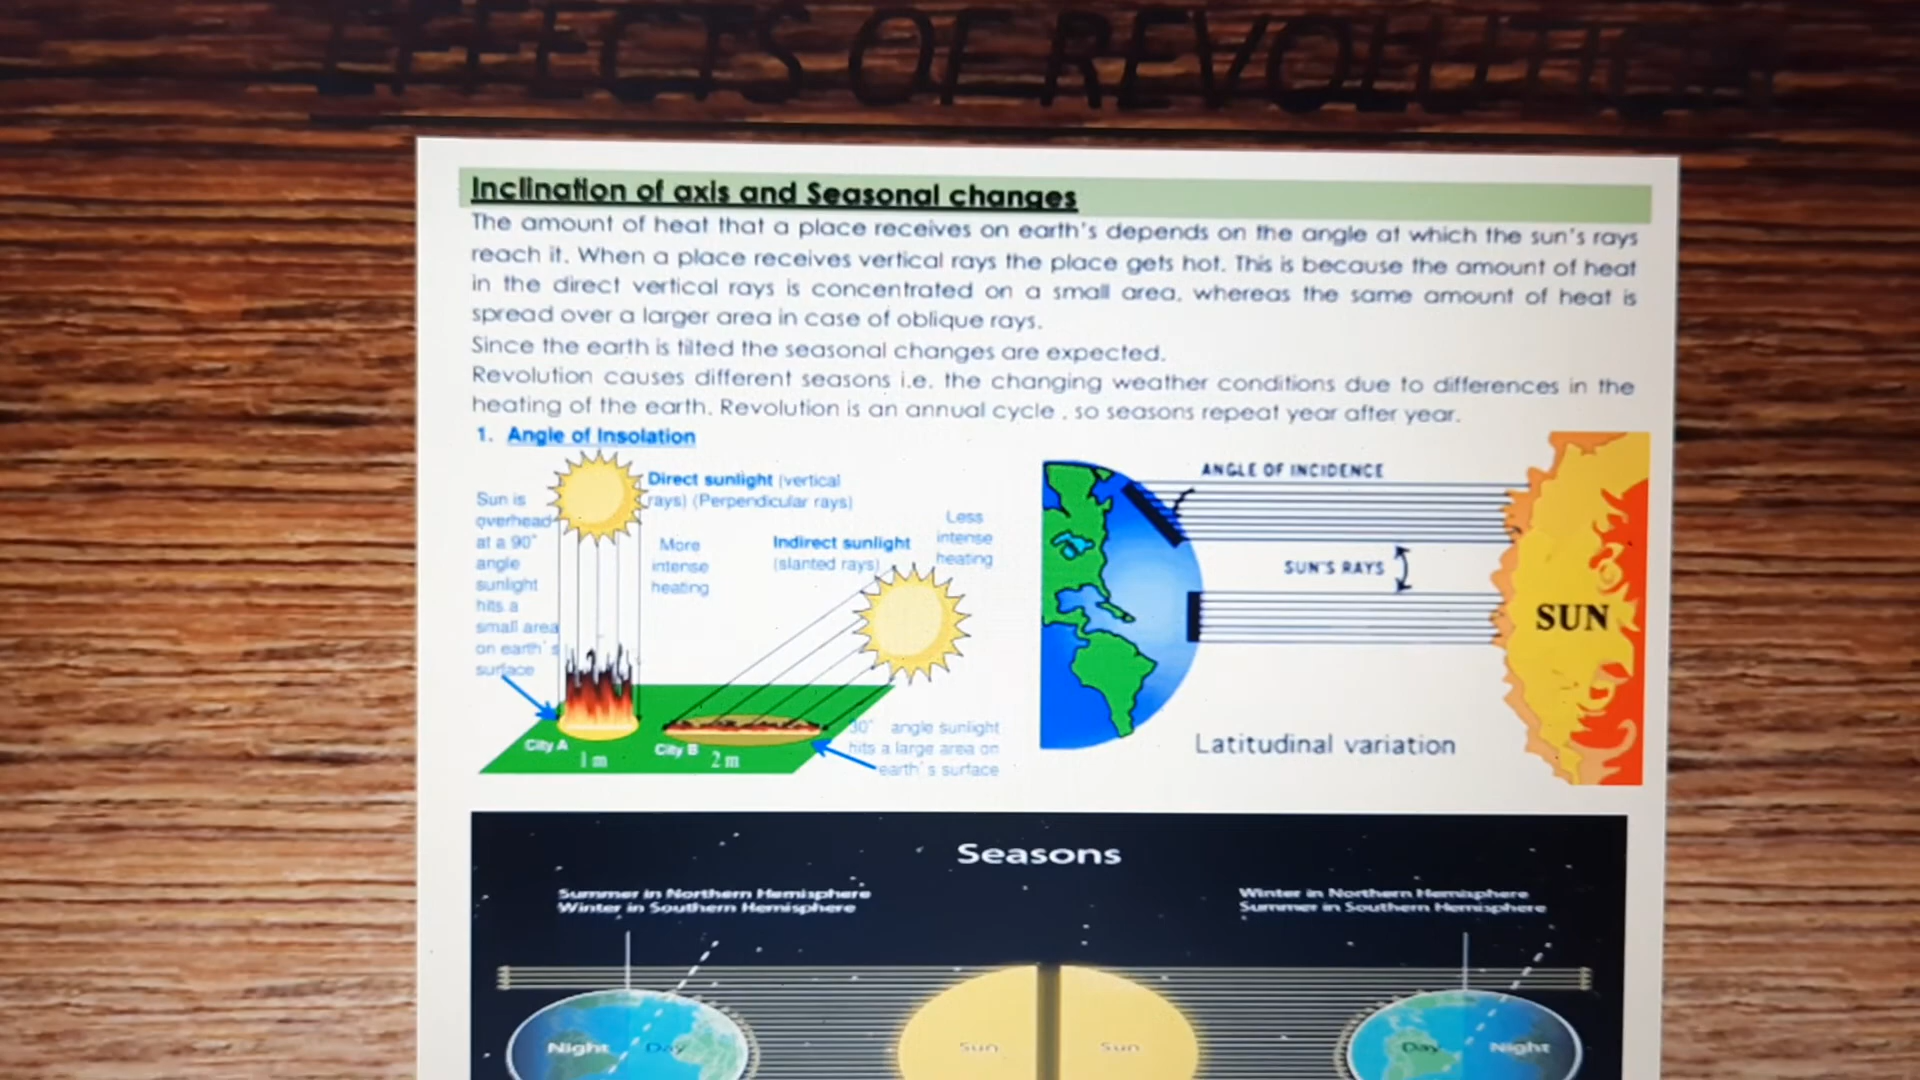 EFFECTS OF REVOLUTION
Inclination of axis and Seasonal changes
The amount of heat that a place receives on earth's depends on the angle at which the sun's rays
reach it. When a place receives vertical rays the place gets hot. This is because the amount of heat
in the direct vertical rays is concentrated on a small area, whereas the same amount of heat is
spread over a larger area in case of oblique rays.
Since the earth is tilted the seasonal changes are expected.
Revolution causes different seasons i.e. the changing weather conditions due to differences in the
heating of the earth. Revolution is an annual cycle , so seasons repeat year after year.
1. Angle of Insolation
Sun is
overhead
at a 90°
angle
sunlight
hits a
small area
on earth's
surface
Direct sunlight (vertical
rays) (Perpendicular rays)
More
intense
heating
Indirect sunlight
(slanted rays)
Less
intense
heating
City A
1 m
City B
2 m
30° angle sunlight
hits a large area on
earth's surface
ANGLE OF INCIDENCE
SUN'S RAYS
SUN
Latitudinal variation
Seasons
Summer in Northern Hemisphere
Winter in Southern Hemisphere
Winter in Northern Hemisphere
Summer in Southern Hemisphere
Night Day
Sun
Sun
Day Night